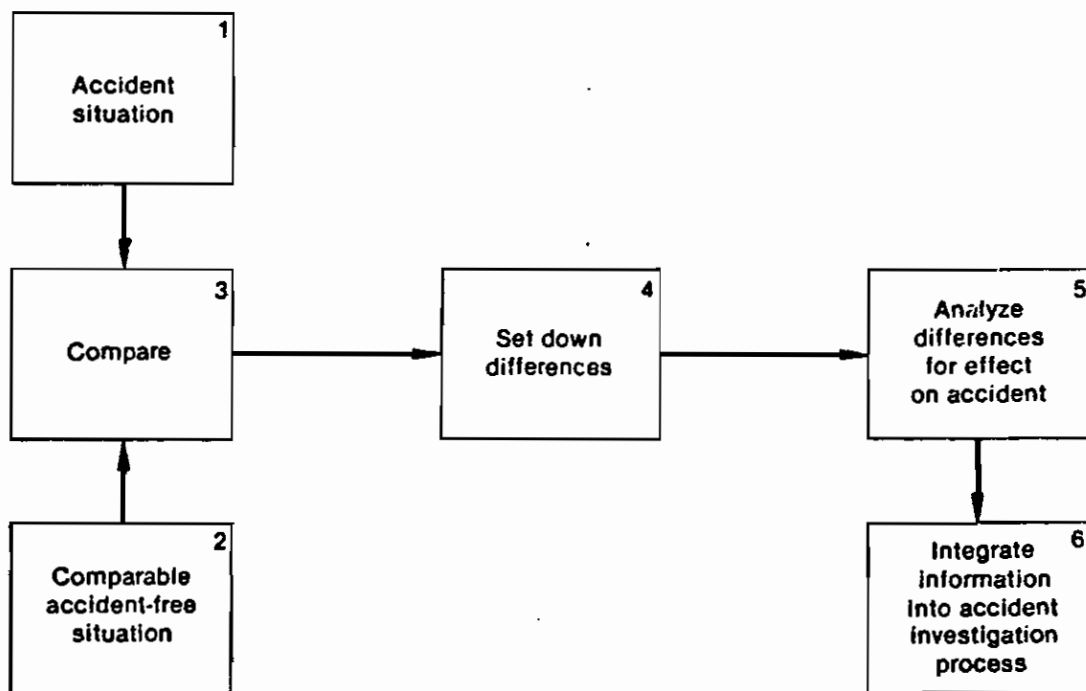 1
Accident
situation
3
Compare
2
Comparable
accident-free
situation
4
Set down
differences
5
Analyze
differences
for effect
on accident
6
Integrate
information
into accident
investigation
process